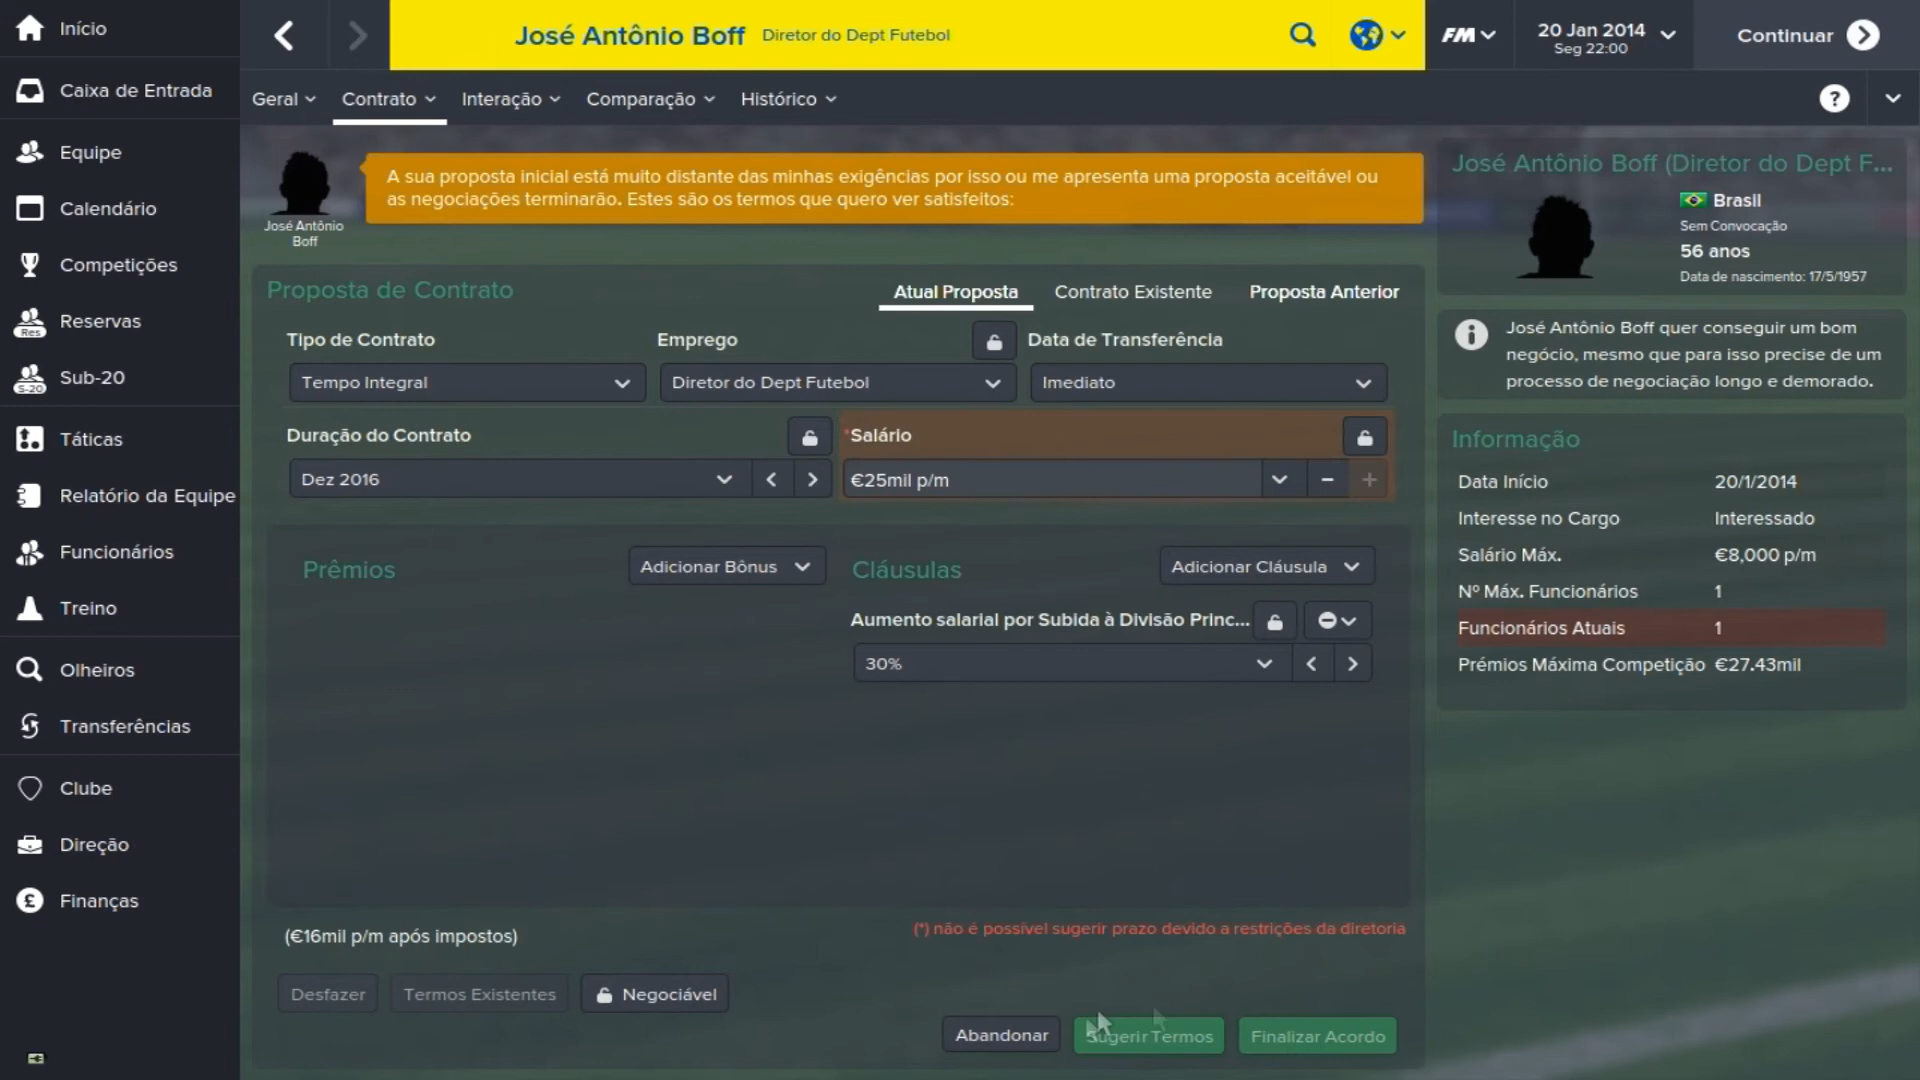 Início
José Antônio Boff
Diretor do Dept Futebol
FM
20 Jan 2014
Seg 22:00
Continuar
Caixa de Entrada
Geral
Contrato
Interação
Comparação
Histórico
?
Equipe
Calendário
Competições
Reservas
Res
Sub-20
S-20
Táticas
Relatório da Equipe
Funcionários
Treino
Olheiros
Transferências
Clube
Direção
Finanças
José Antônio
Boff
A sua proposta inicial está muito distante das minhas exigências por isso ou me apresenta uma proposta aceitável ou
as negociações terminarão. Estes são os termos que quero ver satisfeitos:
Proposta de Contrato
Atual Proposta
Contrato Existente
Proposta Anterior
Tipo de Contrato
Emprego
Data de Transferência
Tempo Integral
Diretor do Dept Futebol
Imediato
Duração do Contrato
*Salário
Dez 2016
€25mil p/m
Prêmios
Adicionar Bônus
Cláusulas
Adicionar Cláusula
Aumento salarial por Subida à Divisão Princ...
30%
(€16mil p/m após impostos)
(*) não é possível sugerir prazo devido a restrições da diretoria
Desfazer
Termos Existentes
Negociável
Abandonar
Sugerir Termos
Finalizar Acordo
José Antônio Boff (Diretor do Dept F...
Brasil
Sem Convocação
56 anos
Data de nascimento: 17/5/1957
José Antônio Boff quer conseguir um bom
negócio, mesmo que para isso precise de um
processo de negociação longo e demorado.
Informação
Data Início 20/1/2014
Interesse no Cargo Interessado
Salário Máx. €8,000 p/m
Nº Máx. Funcionários 1
Funcionários Atuais 1
Prémios Máxima Competição €27.43mil